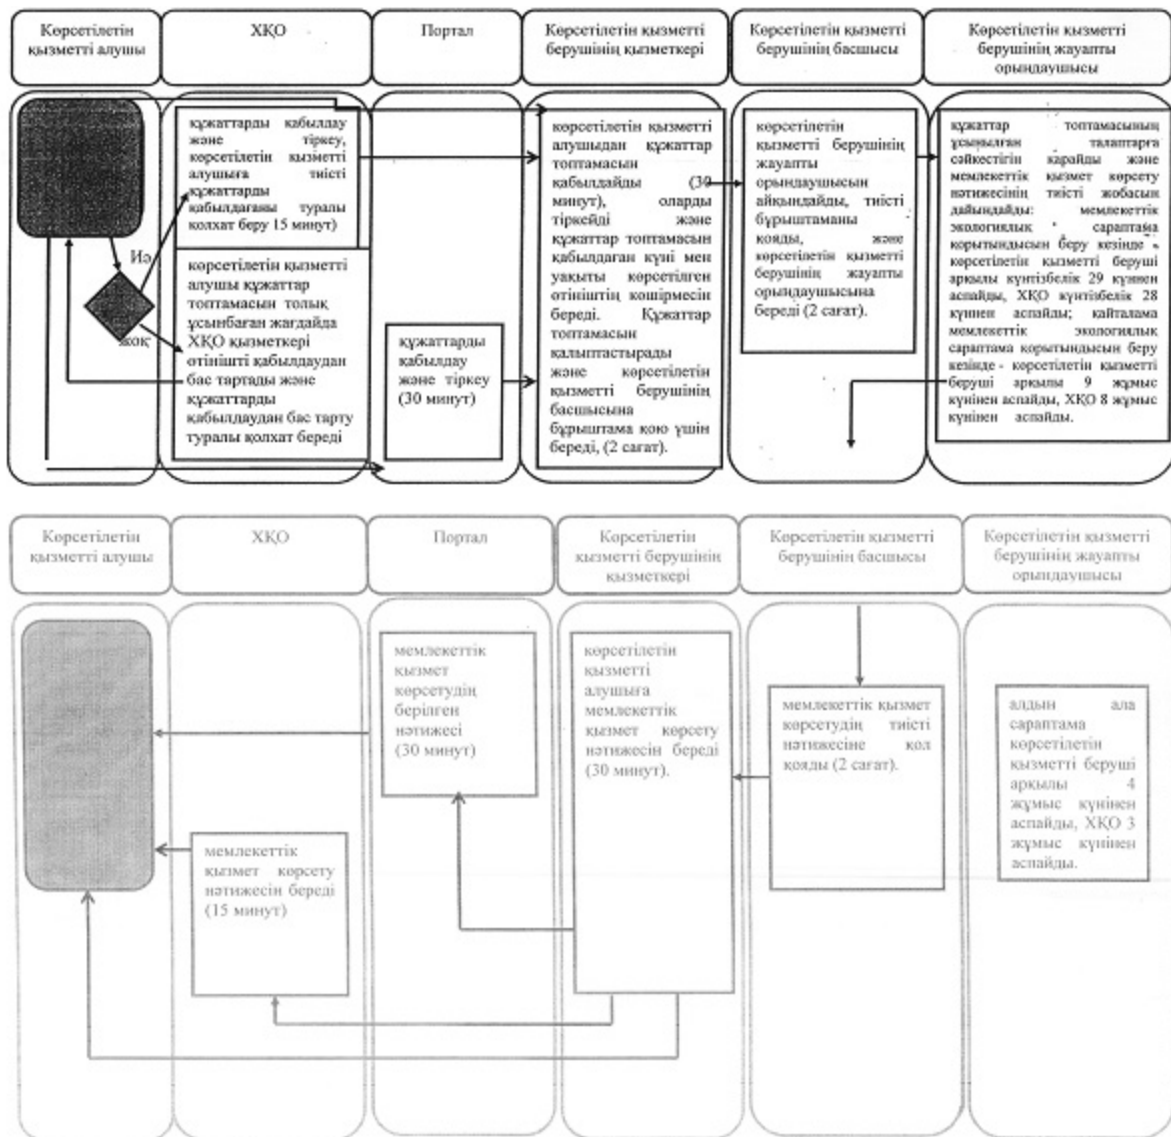 Көрсетілетін
қызметті алушы
ХҚО
Портал
Көрсетілетін қызметті
берушінің қызметкері
Көрсетілетін қызметті
берушінің басшысы
Көрсетілетін қызметті
берушінің жауапты
орындаушысы
құжаттарды қабылдау
және тіркеу,
көрсетілетін қызметті
алушыға тиісті
құжаттарды
қабылдағаны туралы
қолхат беру 15 минут)
Иә
жоқ
көрсетілетін қызметті
алушы құжаттар
топтамасын толық
ұсынбаған жағдайда
ХҚО қызметкері
өтінішті қабылдаудан
бас тартады және
құжаттарды
қабылдаудан бас тарту
туралы қолхат береді
құжаттарды
қабылдау
және тіркеу
(30 минут)
көрсетілетін қызметті
алушыдан құжаттар
топтамасын
қабылдайды (30
минут), оларды
тіркейді және
құжаттар топтамасын
қабылдаған күні мен
уақыты көрсетілген
өтініштің көшірмесін
береді. Құжаттар
топтамасын
қалыптастырады
және көрсетілетін
қызметті берушінің
басшысына
бұрыштама қою үшін
береді, (2 сағат).
көрсетілетін
қызметті берушінің
жауапты
орындаушысын
айқындайды, тиісті
бұрыштаманы
қояды, және
көрсетілетін қызметті
берушінің жауапты
орындаушысына
береді (2 сағат).
құжаттар топтамасының
ұсынылған талаптарға
сәйкестігін қарайды және
мемлекеттік қызмет көрсету
нәтижесінің тиісті жобасын
дайындайды: мемлекеттік
экологиялық сараптама
қорытындысын беру кезінде -
көрсетілетін қызметті беруші
арқылы күнтізбелік 29 күннен
аспайды, ХҚО күнтізбелік 28
күннен аспайды; қайталама
мемлекеттік экологиялық
сараптама қорытындысын беру
кезінде - көрсетілетін қызметті
беруші арқылы 9 жұмыс
күнінен аспайды, ХҚО 8 жұмыс
күнінен аспайды.
Көрсетілетін
қызметті алушы
ХҚО
Портал
Көрсетілетін
қызметті берушінің
қызметкері
Көрсетілетін қызметті
берушінің басшысы
Көрсетілетін қызметті
берушінің жауапты
орындаушысы
мемлекеттік
қызмет
көрсетудің
берілген
нәтижесі
(30 минут)
көрсетілетін
қызметті
алушыға
мемлекеттік
қызмет көрсету
нәтижесін береді
(30 минут).
мемлекеттік қызмет
көрсетудің тиісті
нәтижесіне қол
қояды (2 сағат).
алдын ала
сараптама
көрсетілетін
қызметті беруші
арқылы 4
жұмыс күнінен
аспайды, ХҚО 3
жұмыс күнінен
аспайды.
мемлекеттік
қызмет көрсету
нәтижесін береді
(15 минут)